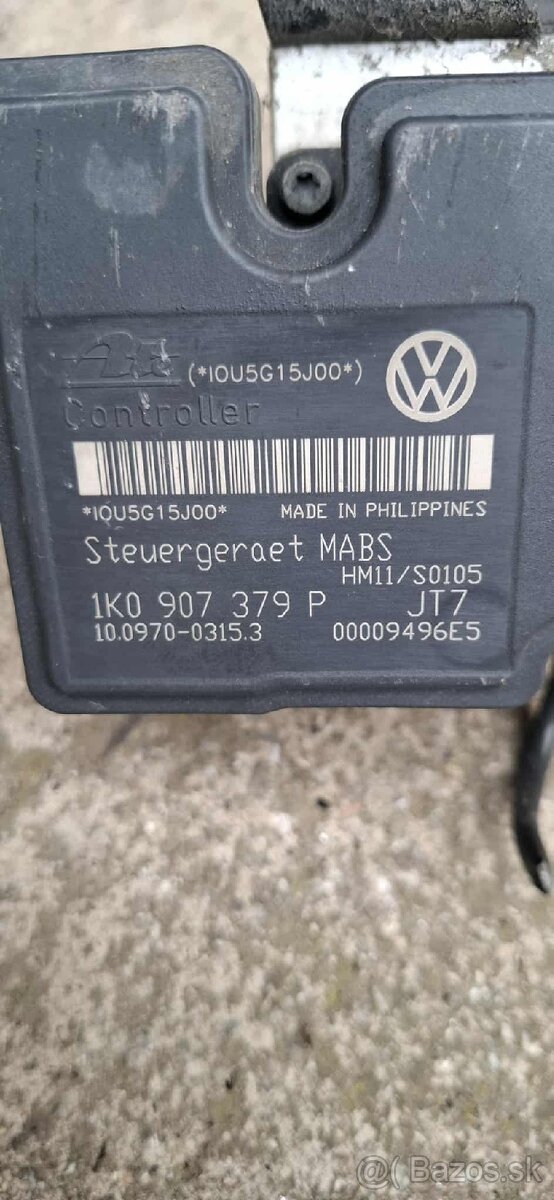 Ate (*IOU5G15J00*)
Controller
*IOU5G15J00* MADE IN PHILIPPINES
Steuergeraet MABS
HM11/S0105
1K0 907 379 P JT7
10.0970-0315.3 00009496E5
@ Bazos.sk